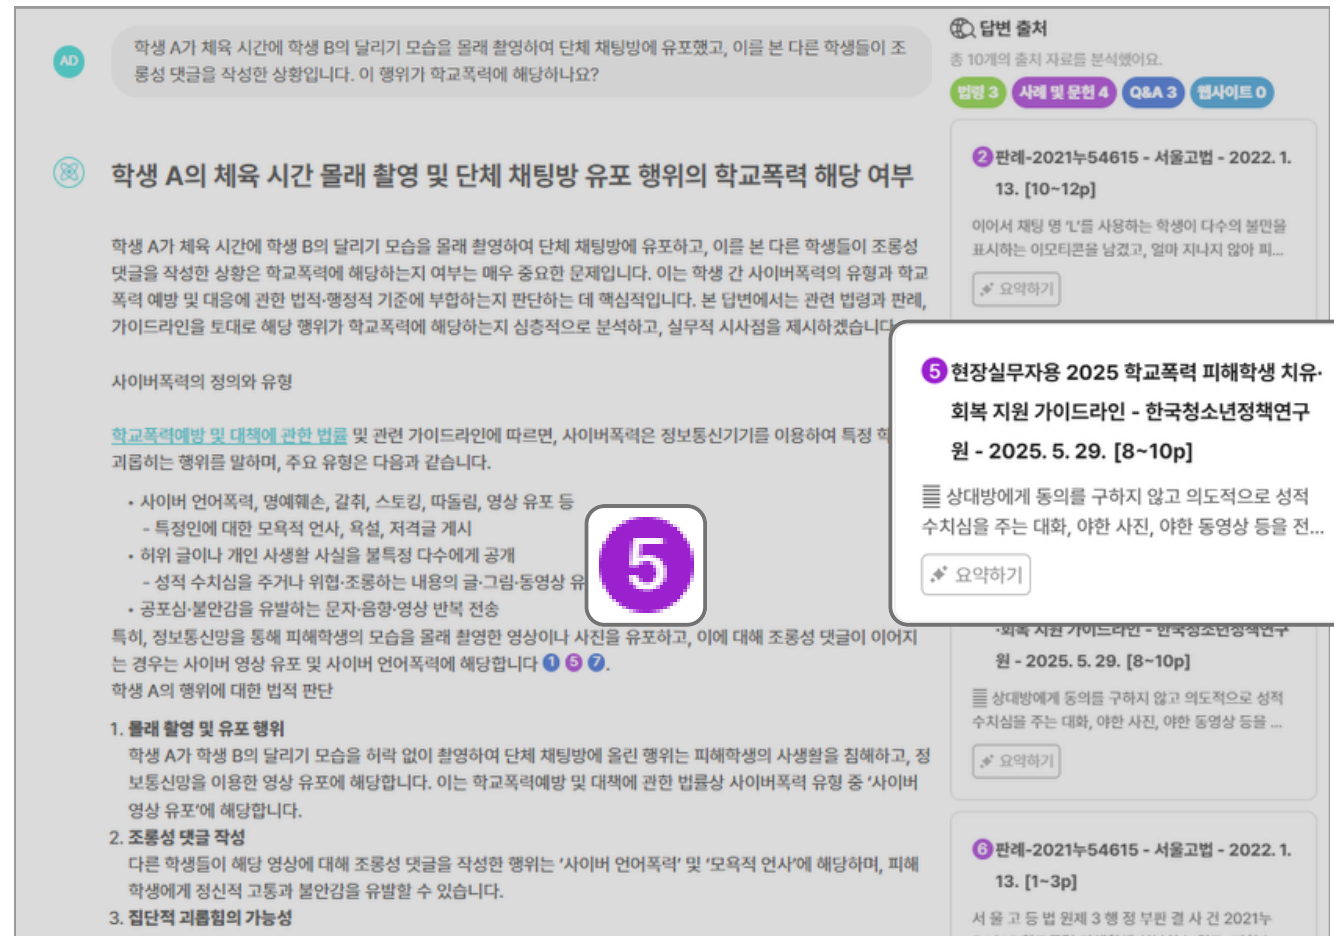 AD
학생 A가 체육 시간에 학생 B의 달리기 모습을 몰래 촬영하여 단체 채팅방에 유포했고, 이를 본 다른 학생들이 조
롱성 댓글을 작성한 상황입니다. 이 행위가 학교폭력에 해당하나요?
학생 A의 체육 시간 몰래 촬영 및 단체 채팅방 유포 행위의 학교폭력 해당 여부
학생 A가 체육 시간에 학생 B의 달리기 모습을 몰래 촬영하여 단체 채팅방에 유포하고, 이를 본 다른 학생들이 조롱성
댓글을 작성한 상황은 학교폭력에 해당하는지 여부는 매우 중요한 문제입니다. 이는 학생 간 사이버폭력의 유형과 학교
폭력 예방 및 대응에 관한 법적·행정적 기준에 부합하는지 판단하는 데 핵심적입니다. 본 답변에서는 관련 법령과 판례,
가이드라인을 토대로 해당 행위가 학교폭력에 해당하는지 심층적으로 분석하고, 실무적 시사점을 제시하겠습니다
사이버폭력의 정의와 유형
학교폭력예방 및 대책에 관한 법률 및 관련 가이드라인에 따르면, 사이버폭력은 정보통신기기를 이용하여 특정 학
괴롭히는 행위를 말하며, 주요 유형은 다음과 같습니다.
• 사이버 언어폭력, 명예훼손, 갈취, 스토킹, 따돌림, 영상 유포 등
- 특정인에 대한 모욕적 언사, 욕설, 저격글 게시
• 허위 글이나 개인 사생활 사실을 불특정 다수에게 공개
- 성적 수치심을 주거나 위협·조롱하는 내용의 글·그림·동영상 유
• 공포심·불안감을 유발하는 문자·음향·영상 반복 전송
5
특히, 정보통신망을 통해 피해학생의 모습을 몰래 촬영한 영상이나 사진을 유포하고, 이에 대해 조롱성 댓글이 이어지
는 경우는 사이버 영상 유포 및 사이버 언어폭력에 해당합니다 1 5 7.
학생 A의 행위에 대한 법적 판단
1. 몰래 촬영 및 유포 행위
학생 A가 학생 B의 달리기 모습을 허락 없이 촬영하여 단체 채팅방에 올린 행위는 피해학생의 사생활을 침해하고, 정
보통신망을 이용한 영상 유포에 해당합니다. 이는 학교폭력예방 및 대책에 관한 법률상 사이버폭력 유형 중 '사이버
영상 유포'에 해당합니다.
2. 조롱성 댓글 작성
다른 학생들이 해당 영상에 대해 조롱성 댓글을 작성한 행위는 '사이버 언어폭력' 및 '모욕적 언사'에 해당하며, 피해
학생에게 정신적 고통과 불안감을 유발할 수 있습니다.
3. 집단적 괴롭힘의 가능성
답변 출처
총 10개의 출처 자료를 분석했어요.
법령 3 사례 및 문헌 4 Q&A 3 웹사이트 0
2 판례-2021누54615 - 서울고법 - 2022. 1.
13. [10~12p]
이어서 채팅 명 'L'를 사용하는 학생이 다수의 불만을
표시하는 이모티콘을 남겼고, 얼마 지나지 않아 피...
요약하기
5 현장실무자용 2025 학교폭력 피해학생 치유·
회복 지원 가이드라인 - 한국청소년정책연구
원 - 2025. 5. 29. [8~10p]
상대방에게 동의를 구하지 않고 의도적으로 성적
수치심을 주는 대화, 야한 사진, 야한 동영상 등을 전...
요약하기
·회복 지원 가이드라인 - 한국청소년정책연구
원 - 2025. 5. 29. [8~10p]
상대방에게 동의를 구하지 않고 의도적으로 성적
수치심을 주는 대화, 야한 사진, 야한 동영상 등을 ...
요약하기
6 판례-2021누54615 - 서울고법 - 2022. 1.
13. [1~3p]
서 울 고 등 법 원제 3 행 정 부판 결 사 건 2021누